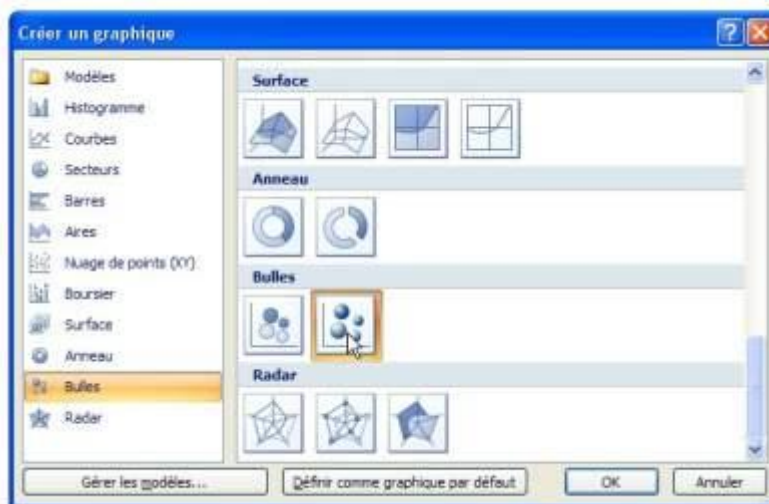 Créer un graphique
Modèles
Histogramme
Courbes
Secteurs
Barres
Aires
Nuage de points (XY)
Boursier
Surface
Anneau
Bulles
Radar
Surface
Anneau
Bulles
Radar
Gérer les modèles...
Définir comme graphique par défaut
OK
Annuler